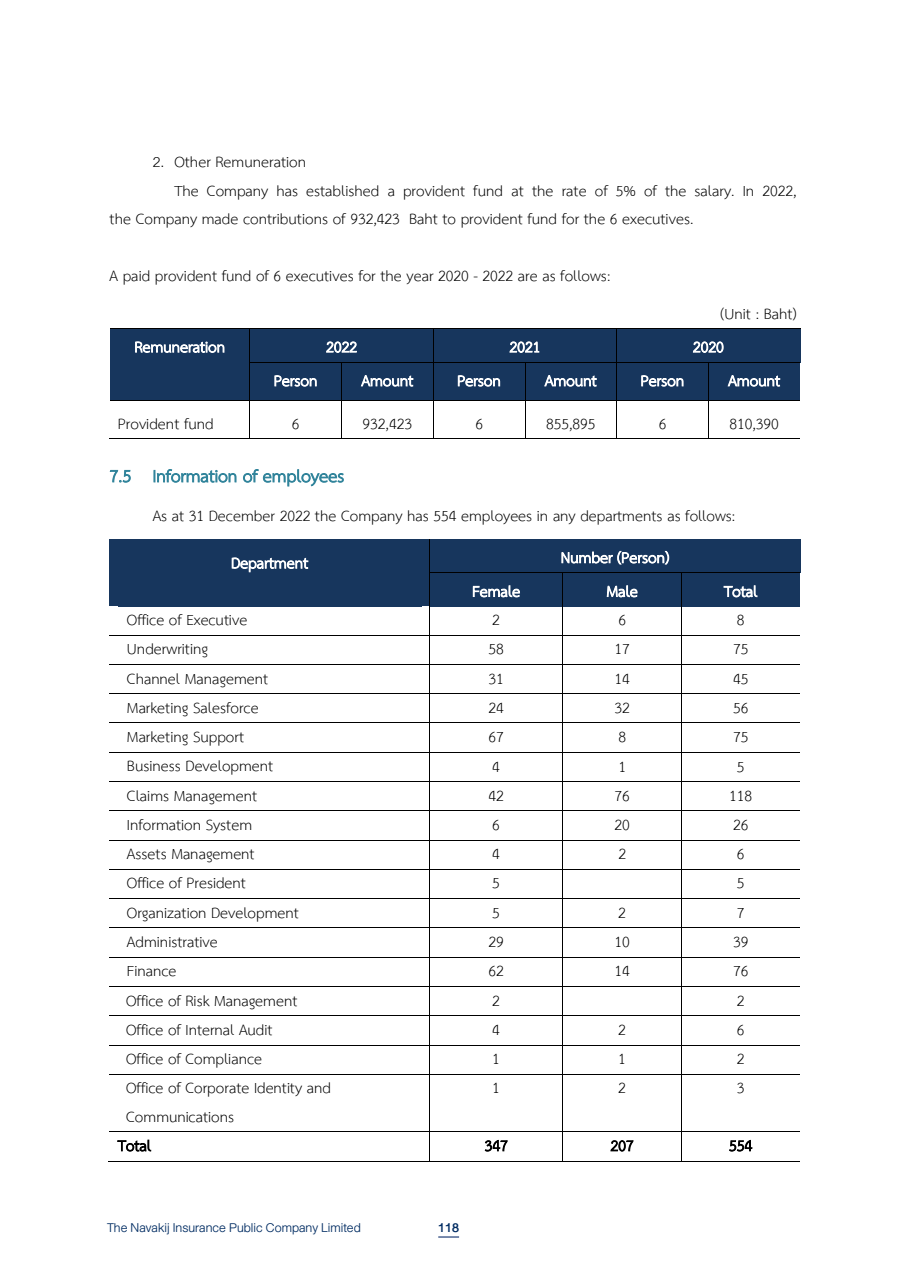 2. Other Remuneration
The Company has established a provident fund at the rate of 5% of the salary. In 2022,
the Company made contributions of 932,423 Baht to provident fund for the 6 executives.
A paid provident fund of 6 executives for the year 2020 - 2022 are as follows:
(Unit : Baht)
Remuneration 2022 2021 2020
Person Amount Person Amount Person Amount
Provident fund 6 932,423 6 855,895 6 810,390
7.5 Information of employees
As at 31 December 2022 the Company has 554 employees in any departments as follows:
Department Number (Person)
Female Male Total
Office of Executive 2 6 8
Underwriting 58 17 75
Channel Management 31 14 45
Marketing Salesforce 24 32 56
Marketing Support 67 8 75
Business Development 4 1 5
Claims Management 42 76 118
Information System 6 20 26
Assets Management 4 2 6
Office of President 5 5
Organization Development 5 2 7
Administrative 29 10 39
Finance 62 14 76
Office of Risk Management 2 2
Office of Internal Audit 4 2 6
Office of Compliance 1 1 2
Office of Corporate Identity and 1 2 3
Communications
Total 347 207 554
The Navakij Insurance Public Company Limited 118